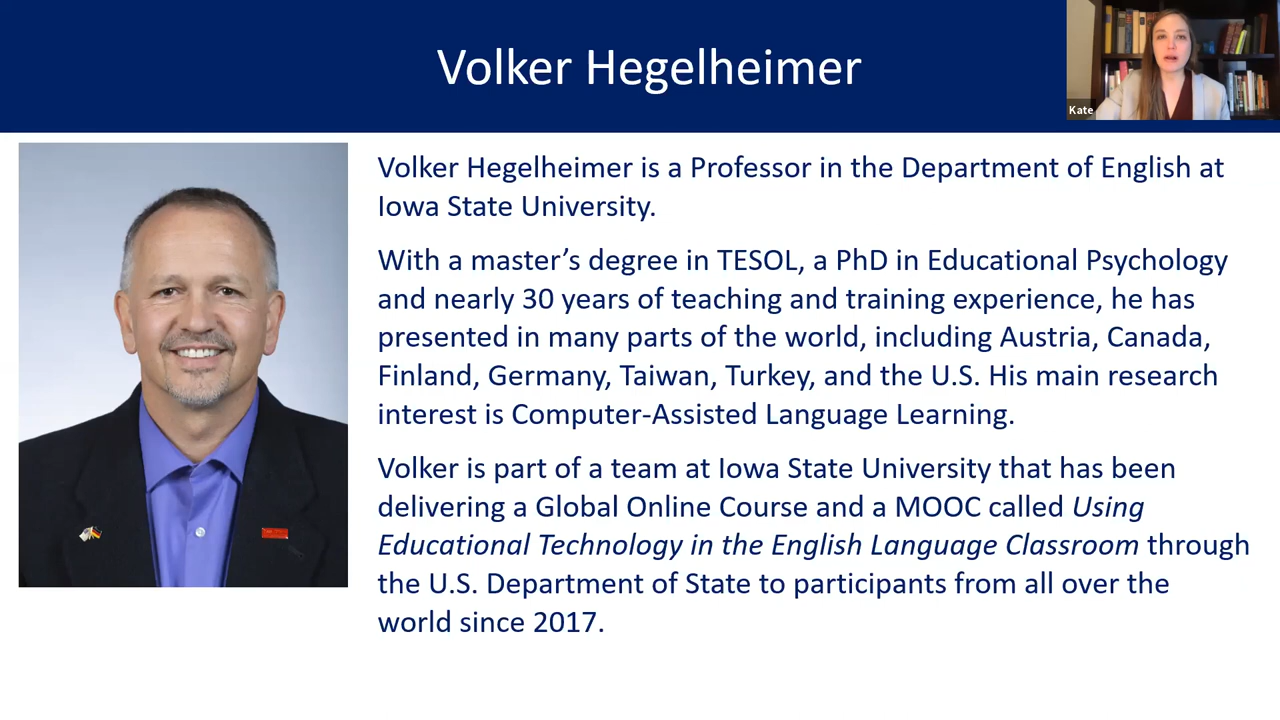 Volker Hegelheimer
Kate
Volker Hegelheimer is a Professor in the Department of English at
Iowa State University.
With a master’s degree in TESOL, a PhD in Educational Psychology
and nearly 30 years of teaching and training experience, he has
presented in many parts of the world, including Austria, Canada,
Finland, Germany, Taiwan, Turkey, and the U.S. His main research
interest is Computer-Assisted Language Learning.
Volker is part of a team at Iowa State University that has been
delivering a Global Online Course and a MOOC called Using
Educational Technology in the English Language Classroom through
the U.S. Department of State to participants from all over the
world since 2017.